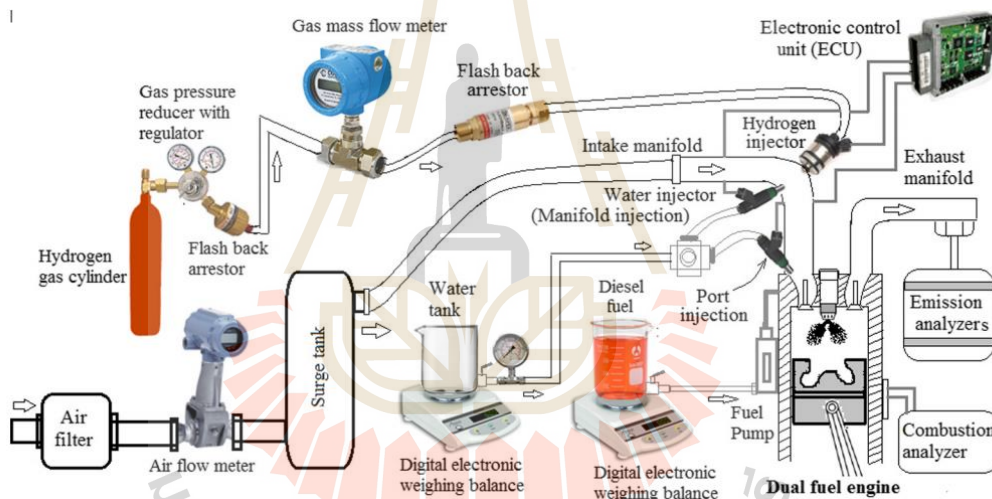 Gas mass flow meter
Electronic control
unit (ECU)
Flash back
arrestor
Gas pressure
reducer with
regulator
Hydrogen
injector
Intake manifold
Exhaust
manifold
Water injector
(Manifold injection)
Hydrogen
gas cylinder
Flash back
arrestor
Water
tank
Diesel
fuel
Port
injection
Emission
analyzers
Surge tank
Air
filter
Fuel
Pump
Combustion
analyzer
Air flow meter
Digital electronic
weighing balance
Digital electronic
weighing balance
Dual fuel engine